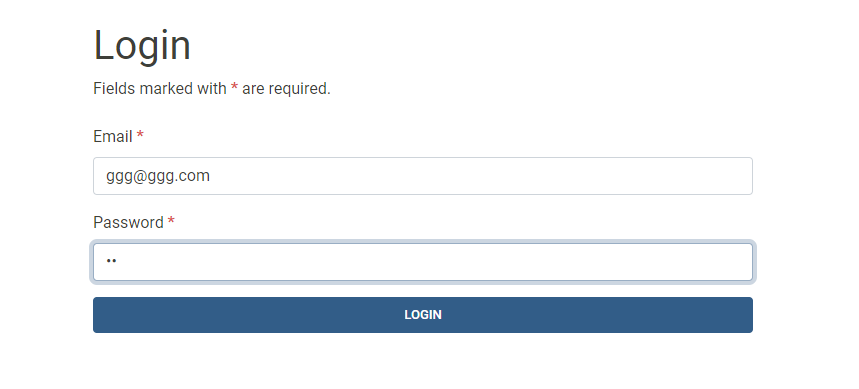 Login
Fields marked with * are required.
Email *
ggg@ggg.com
Password *
••
LOGIN